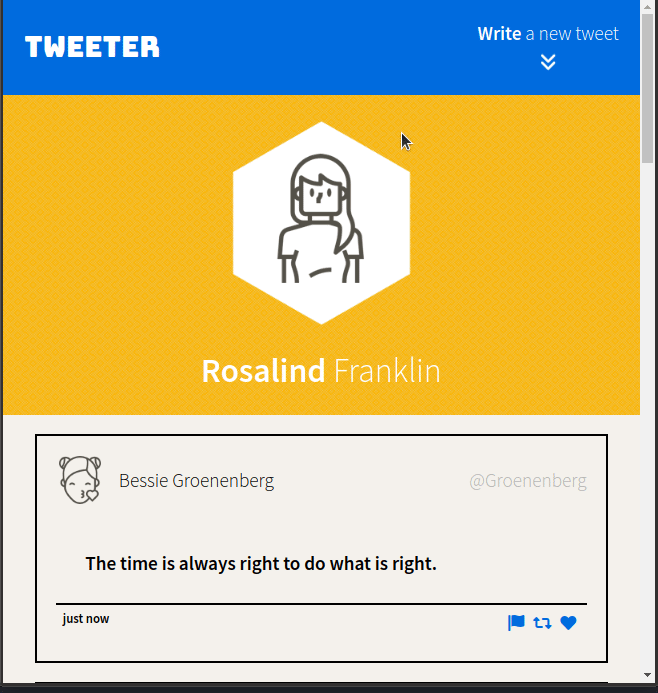 TWEETER
Write a new tweet
Rosalind Franklin
Bessie Groenenberg
@Groenenberg
The time is always right to do what is right.
just now